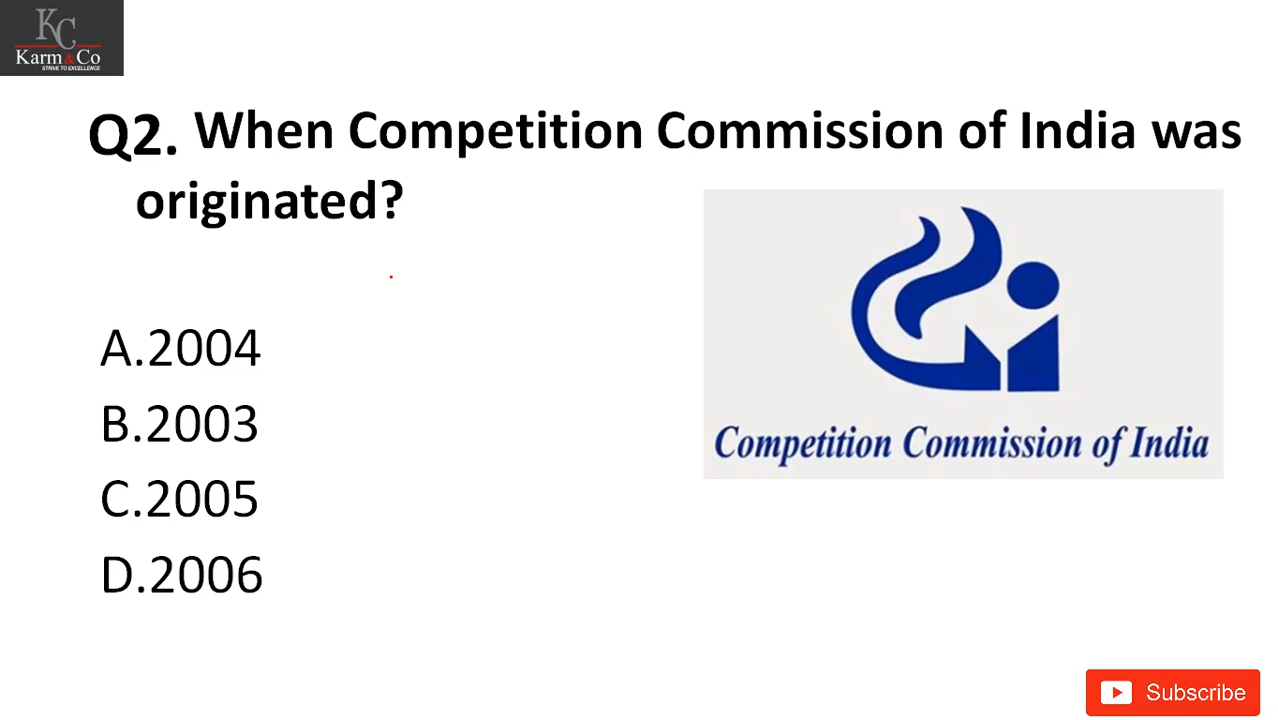 KC
Karm&Co
STRIVE TO EXCELLENCE
Q2. When Competition Commission of India was
originated?
A.2004
B.2003
C.2005
D.2006
Competition Commission of India
Subscribe